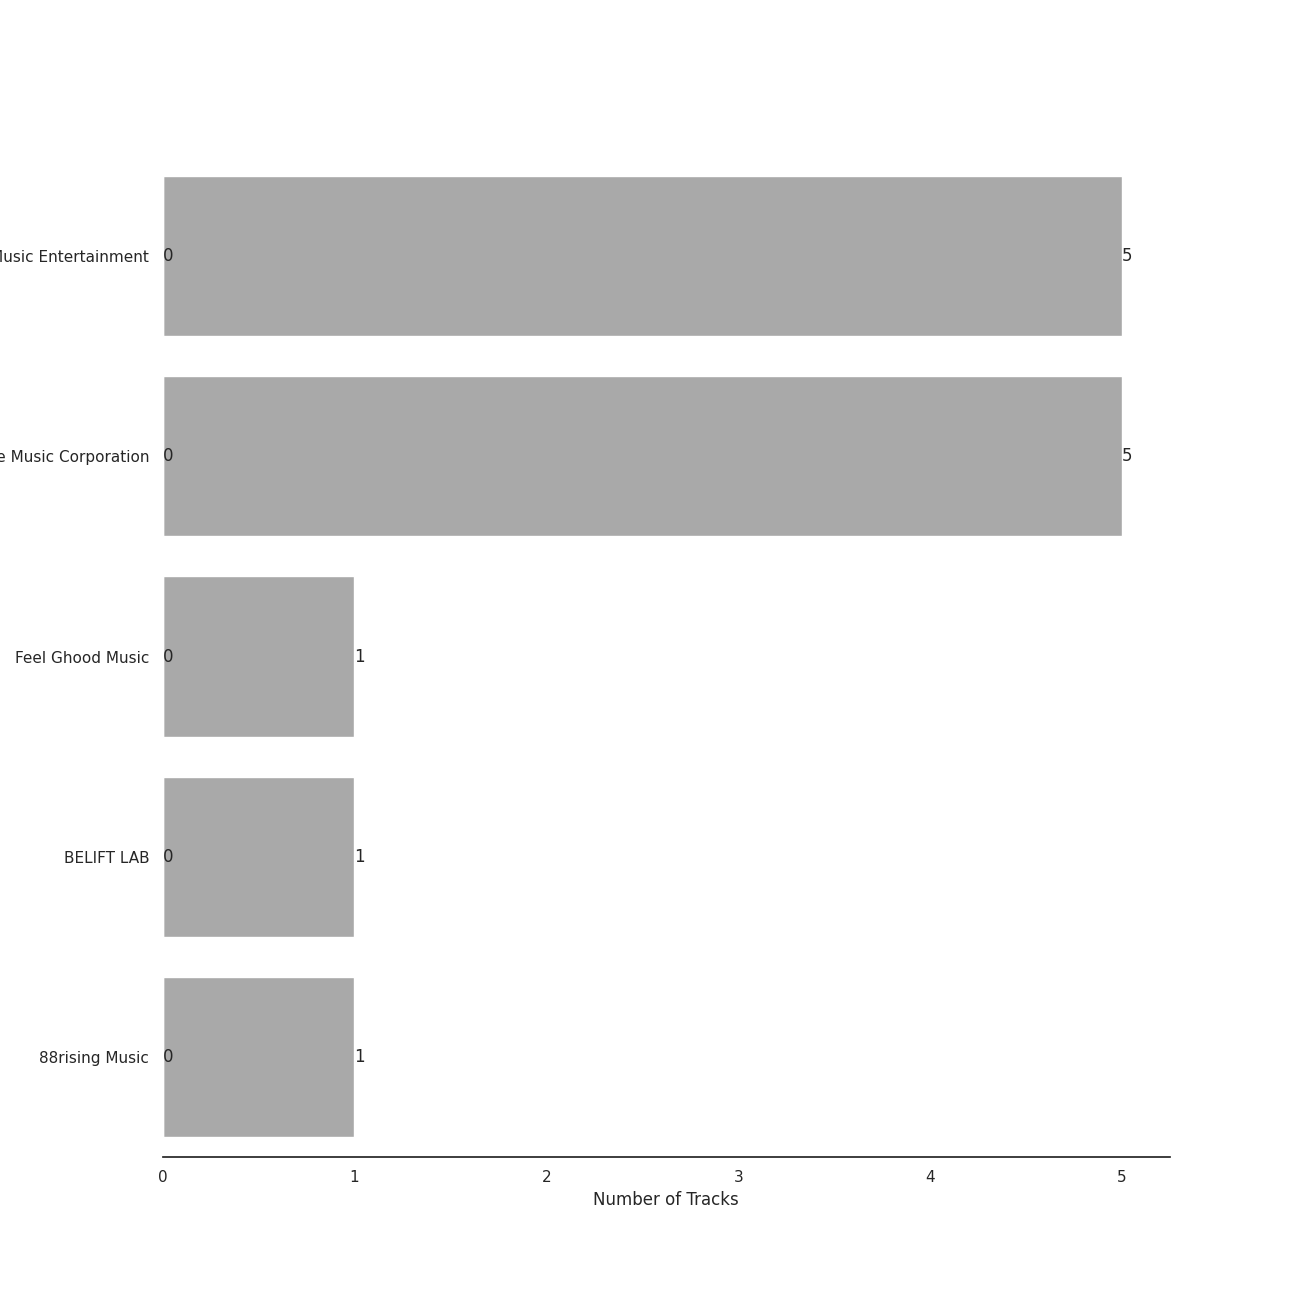 Music Entertainment 0 5
Music Corporation 0 5
Feel Ghood Music 0 1
BELIFT LAB 0 1
88rising Music 0 1
0 1 2 3 4 5
Number of Tracks